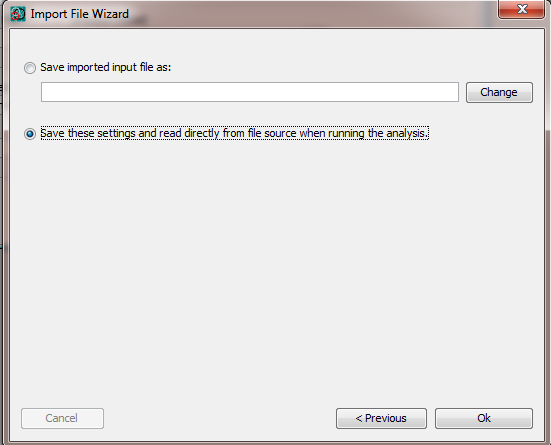 Import File Wizard
Save imported input file as:
Change
Save these settings and read directly from file source when running the analysis.
Cancel
< Previous
Ok